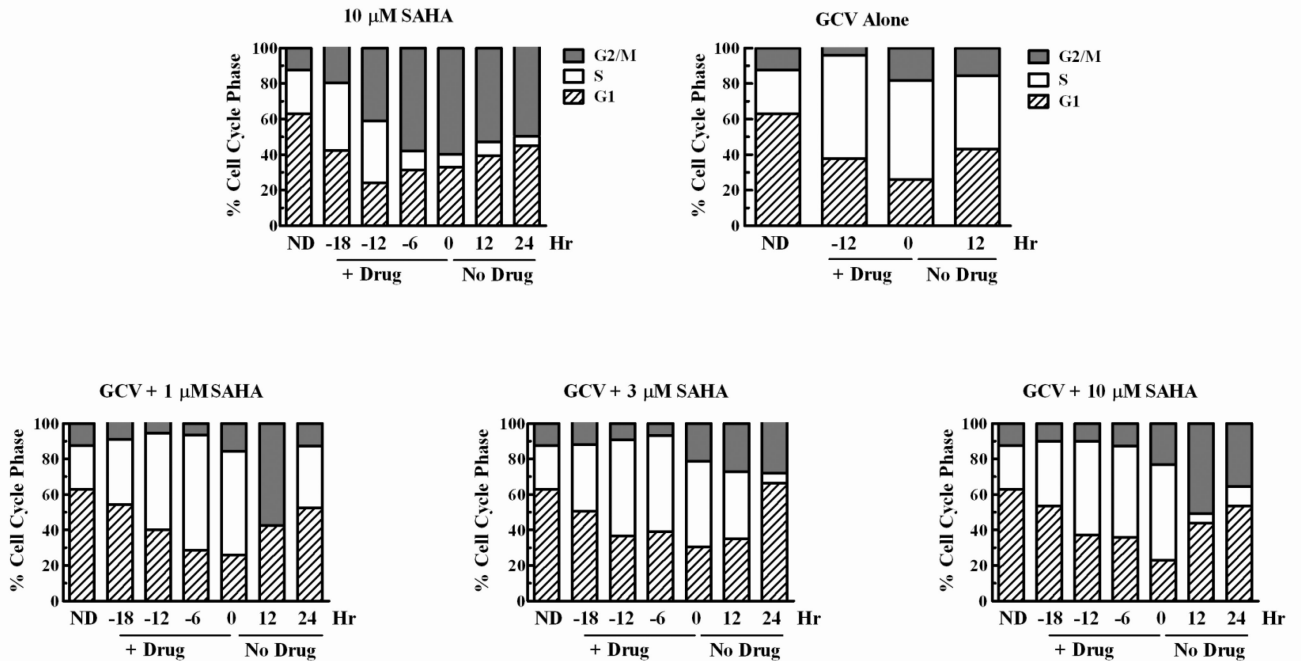 10 μM SAHA
GCV Alone
% Cell Cycle Phase
100
80
60
40
20
0
ND -18 -12 -6 0 12 24 Hr
+ Drug No Drug
G2/M
S
G1
% Cell Cycle Phase
100
80
60
40
20
0
ND -12 0 12 Hr
+ Drug No Drug
G2/M
S
G1
GCV + 1 μM SAHA
% Cell Cycle Phase
100
80
60
40
20
0
ND -18 -12 -6 0 12 24 Hr
+ Drug No Drug
GCV + 3 μM SAHA
% Cell Cycle Phase
100
80
60
40
20
0
ND -18 -12 -6 0 12 24 Hr
+ Drug No Drug
GCV + 10 μM SAHA
% Cell Cycle Phase
100
80
60
40
20
0
ND -18 -12 -6 0 12 24 Hr
+ Drug No Drug